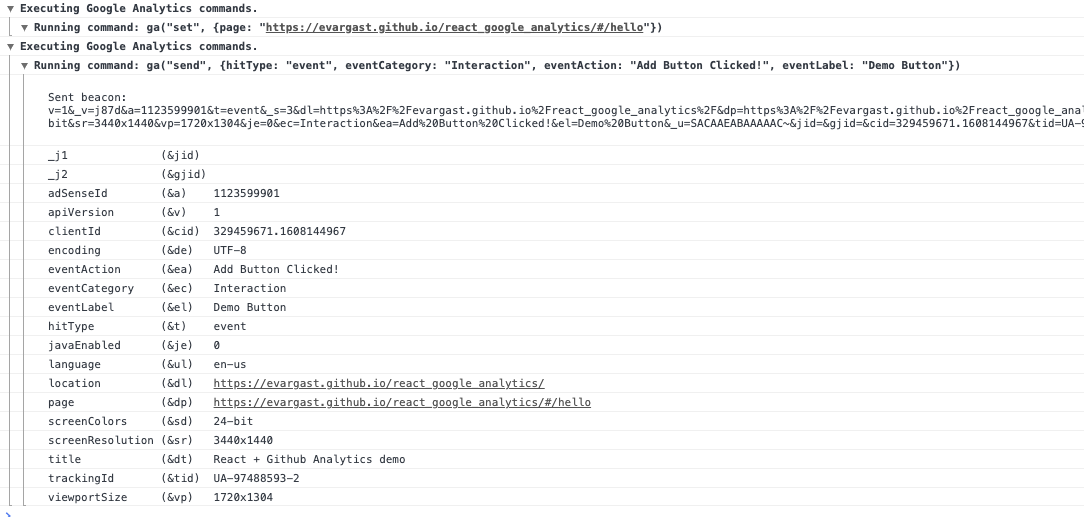 ▼ Executing Google Analytics commands.
▼ Running command: ga("set", {page: "https://evargast.github.io/react_google_analytics/#/hello"})
▼ Executing Google Analytics commands.
▼ Running command: ga("send", {hitType: "event", eventCategory: "Interaction", eventAction: "Add Button Clicked!", eventLabel: "Demo Button"})
Sent beacon:
v=1&_v=j87d&a=1123599901&t=event&_s=3&dl=https%3A%2F%2Fevargast.github.io%2Freact_google_analytics%2F&dp=https%3A%2F%2Fevargast.github.io%2Freact_google_anal
bit&sr=3440x1440&vp=1720x1304&je=0&ec=Interaction&ea=Add%20Button%20Clicked!&el=Demo%20Button&_u=SACAAEABAAAAAC~&jid=&gjid=&cid=329459671.1608144967&tid=UA-9
_j1 (&jid)
_j2 (&gjid)
adSenseId (&a) 1123599901
apiVersion (&v) 1
clientId (&cid) 329459671.1608144967
encoding (&de) UTF-8
eventAction (&ea) Add Button Clicked!
eventCategory (&ec) Interaction
eventLabel (&el) Demo Button
hitType (&t) event
javaEnabled (&je) 0
language (&ul) en-us
location (&dl) https://evargast.github.io/react_google_analytics/
page (&dp) https://evargast.github.io/react_google_analytics/#/hello
screenColors (&sd) 24-bit
screenResolution (&sr) 3440x1440
title (&dt) React + Github Analytics demo
trackingId (&tid) UA-97488593-2
viewportSize (&vp) 1720x1304